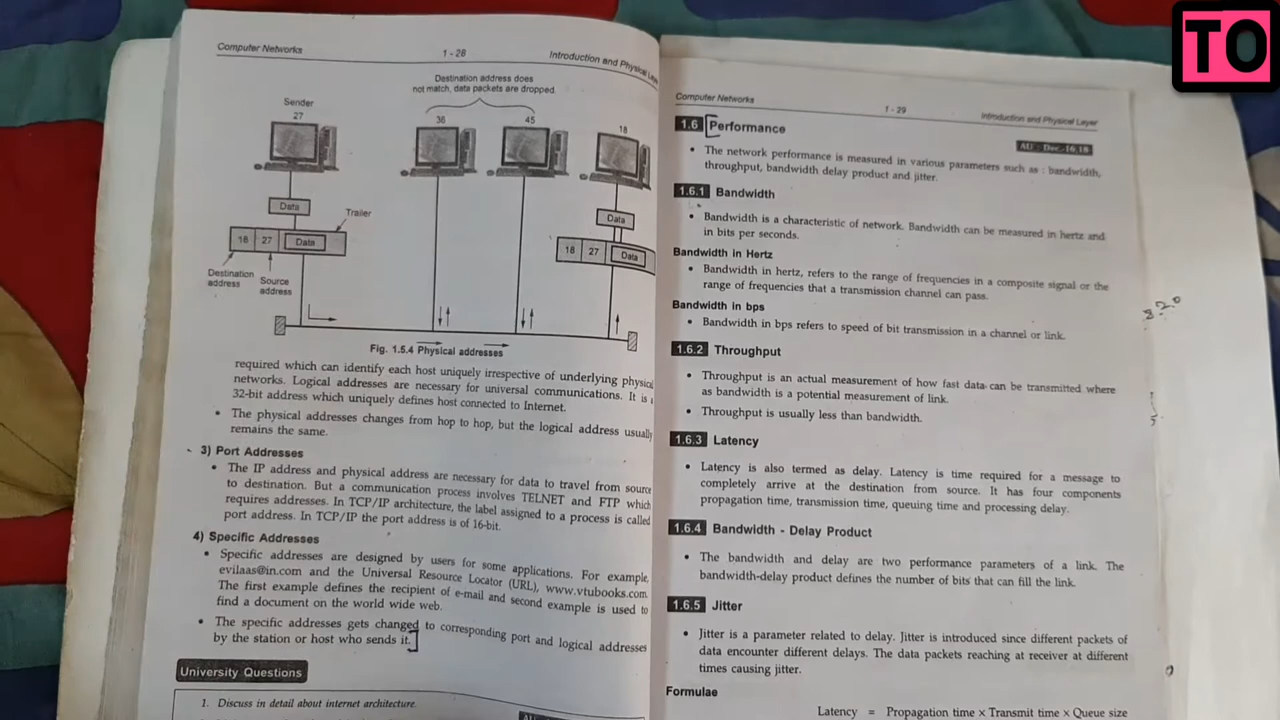 TO
Computer Networks
1 - 28
Introduction and Physical Layer
Destination address does
not match, data packets are dropped.
Sender
27
36
45
18
Data
Trailer
Data
18 27 Data
18 27 Data
Destination
address
Source
address
Fig. 1.5.4 Physical addresses
required which can identify each host uniquely irrespective of underlying physical
networks. Logical addresses are necessary for universal communications. It is a
32-bit address which uniquely defines host connected to Internet.
• The physical addresses changes from hop to hop, but the logical address usually
remains the same.
3) Port Addresses
• The IP address and physical address are necessary for data to travel from source
to destination. But a communication process involves TELNET and FTP which
requires addresses. In TCP/IP architecture, the label assigned to a process is called
port address. In TCP/IP the port address is of 16-bit.
4) Specific Addresses
• Specific addresses are designed by users for some applications. For example,
evilaas@in.com and the Universal Resource Locator (URL), www.vtubooks.com.
The first example defines the recipient of e-mail and second example is used to
find a document on the world wide web.
• The specific addresses gets changed to corresponding port and logical addresses
by the station or host who sends it.
University Questions
1. Discuss in detail about internet architecture.
Computer Networks
1 - 29
Introduction and Physical Layer
1.6 Performance
AU : Dec.-16,18
• The network performance is measured in various parameters such as : bandwidth,
throughput, bandwidth delay product and jitter.
1.6.1 Bandwidth
• Bandwidth is a characteristic of network. Bandwidth can be measured in hertz and
in bits per seconds.
Bandwidth in Hertz
• Bandwidth in hertz, refers to the range of frequencies in a composite signal or the
range of frequencies that a transmission channel can pass.
Bandwidth in bps
• Bandwidth in bps refers to speed of bit transmission in a channel or link.
1.6.2 Throughput
• Throughput is an actual measurement of how fast data can be transmitted where
as bandwidth is a potential measurement of link.
• Throughput is usually less than bandwidth.
1.6.3 Latency
• Latency is also termed as delay. Latency is time required for a message to
completely arrive at the destination from source. It has four components
propagation time, transmission time, queuing time and processing delay.
1.6.4 Bandwidth - Delay Product
• The bandwidth and delay are two performance parameters of a link. The
bandwidth-delay product defines the number of bits that can fill the link.
1.6.5 Jitter
• Jitter is a parameter related to delay. Jitter is introduced since different packets of
data encounter different delays. The data packets reaching at receiver at different
times causing jitter.
Formulae
Latency = Propagation time × Transmit time × Queue size